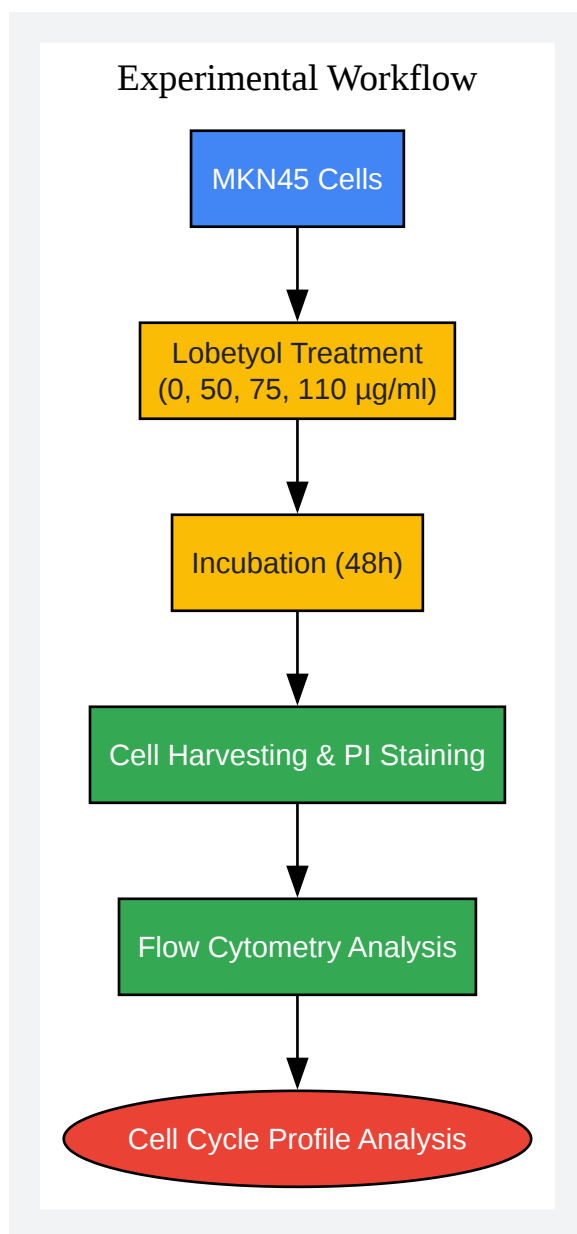 Experimental Workflow
MKN45 Cells
Lobetyol Treatment
(0, 50, 75, 110 µg/ml)
Incubation (48h)
Cell Harvesting & PI Staining
Flow Cytometry Analysis
Cell Cycle Profile Analysis